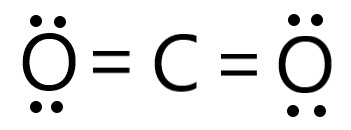 O = C = O